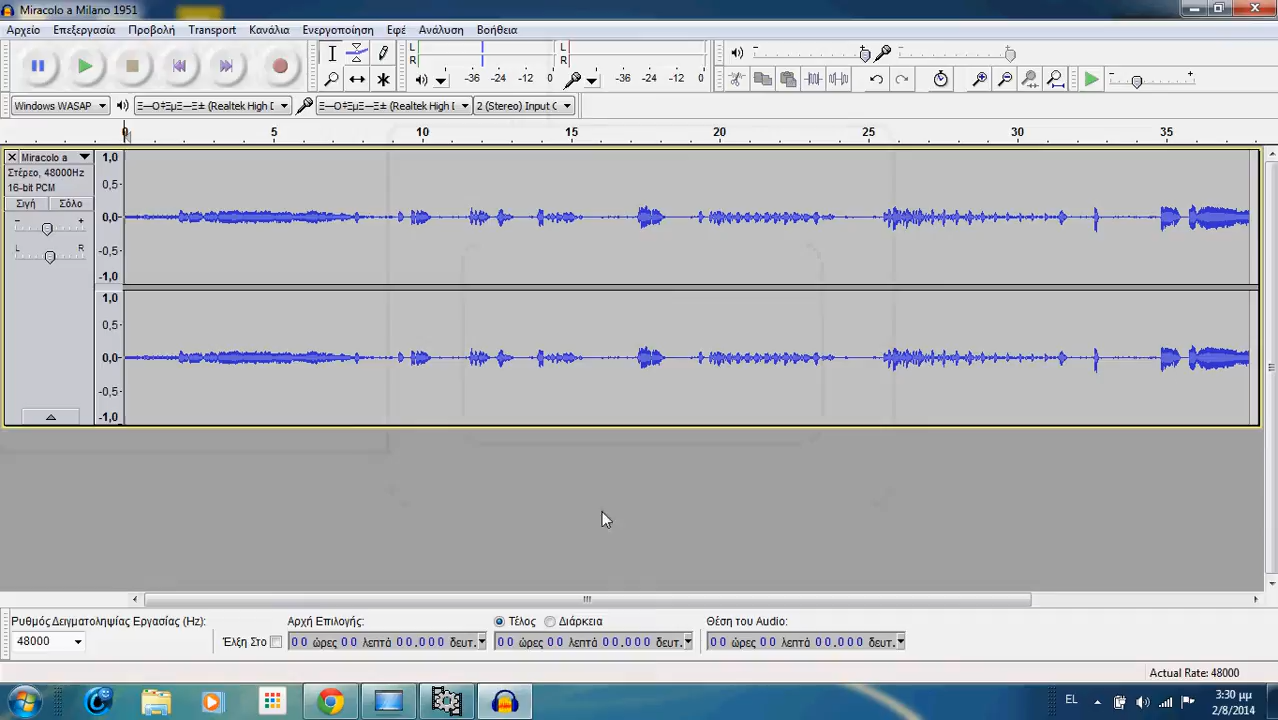 Miracolo a Milano 1951
Αρχείο Επεξεργασία Προβολή Transport Κανάλια Ενεργοποίηση Εφέ Ανάλυση Βοήθεια
L
R
-36 -24 -12 0
L
R
-36 -24 -12 0
Windows WASAP
Ξ—Ο‡ΞµΞ—Ξ± (Realtek High D
Ξ—Ο‡ΞµΞ—Ξ± (Realtek High D
2 (Stereo) Input C
0 5 10 15 20 25 30 35
Miracolo a
Στέρεο, 48000Hz
16-bit PCM
Σιγή Σόλο
- +
L R
1,0
0,5-
0,0-
-0,5-
-1,0
1,0
0,5-
0,0-
-0,5-
-1,0
Ρυθμός Δειγματοληψίας Εργασίας (Hz):
48000
Έλξη Στο
Αρχή Επιλογής:
00 ώρες 00 λεπτά 00.000 δευτ.
Τέλος Διάρκεια
00 ώρες 00 λεπτά 00.000 δευτ.
Θέση του Audio:
00 ώρες 00 λεπτά 00.000 δευτ.
Actual Rate: 48000
EL
3:30 μμ
2/8/2014